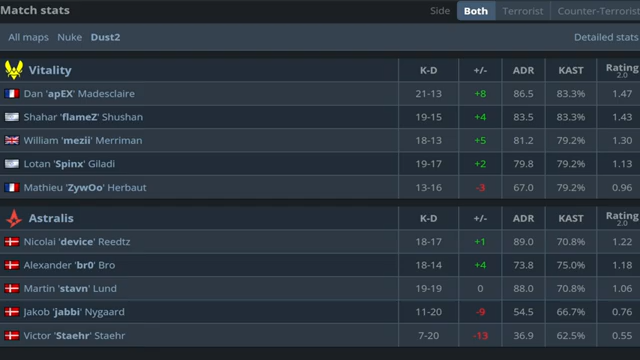 Match stats Side Both Terrorist Counter-Terrorist
All maps Nuke Dust2 Detailed stats
Vitality K-D +/- ADR KAST Rating 2.0
Dan 'apEX' Madesclaire 21-13 +8 86.5 83.3% 1.47
Shahar 'flameZ' Shushan 19-15 +4 83.5 83.3% 1.43
William 'mezii' Merriman 18-13 +5 81.2 79.2% 1.30
Lotan 'Spinx' Giladi 19-17 +2 79.8 79.2% 1.13
Mathieu 'ZywOo' Herbaut 13-16 -3 67.0 79.2% 0.96
Astralis K-D +/- ADR KAST Rating 2.0
Nicolai 'device' Reedtz 18-17 +1 89.0 70.8% 1.22
Alexander 'br0' Bro 18-14 +4 73.8 75.0% 1.18
Martin 'stavn' Lund 19-19 0 88.0 70.8% 1.06
Jakob 'jabbi' Nygaard 11-20 -9 54.5 66.7% 0.76
Victor 'Staehr' Staehr 7-20 -13 36.9 62.5% 0.55